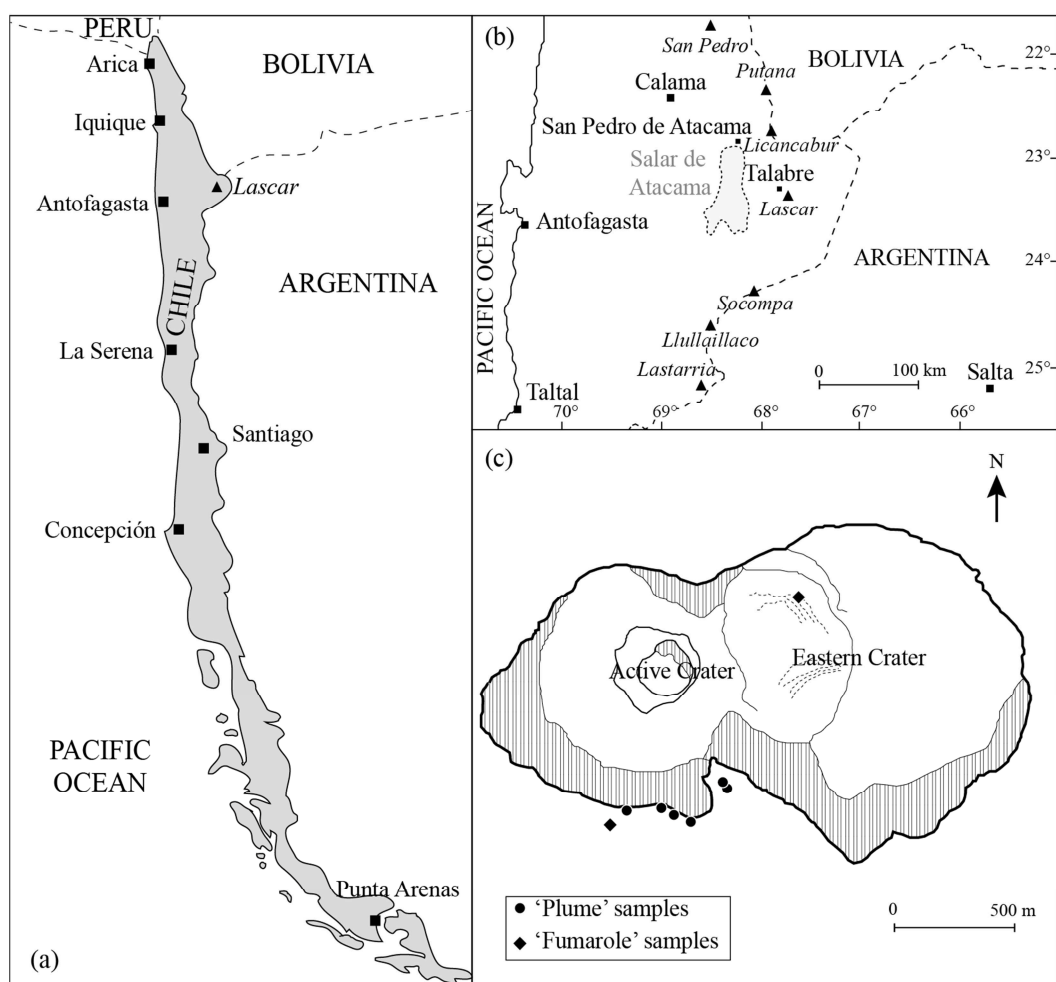 PERU
Arica
BOLIVIA
Iquique
Lascar
Antofagasta
ARGENTINA
CHILE
La Serena
Santiago
Concepción
PACIFIC
OCEAN
Punta Arenas
(a)
(b)
San Pedro
BOLIVIA
22°
Putana
Calama
San Pedro de Atacama
Licancabur
23°
Salar de
Atacama
Talabre
Lascar
PACIFIC OCEAN
Antofagasta
ARGENTINA
24°
Socompa
Llullaillaco
Lastarria
0 100 km
Salta
25°
Taltal
70° 69° 68° 67° 66°
(c)
N
Active Crater
Eastern Crater
'Plume' samples
'Fumarole' samples
0 500 m